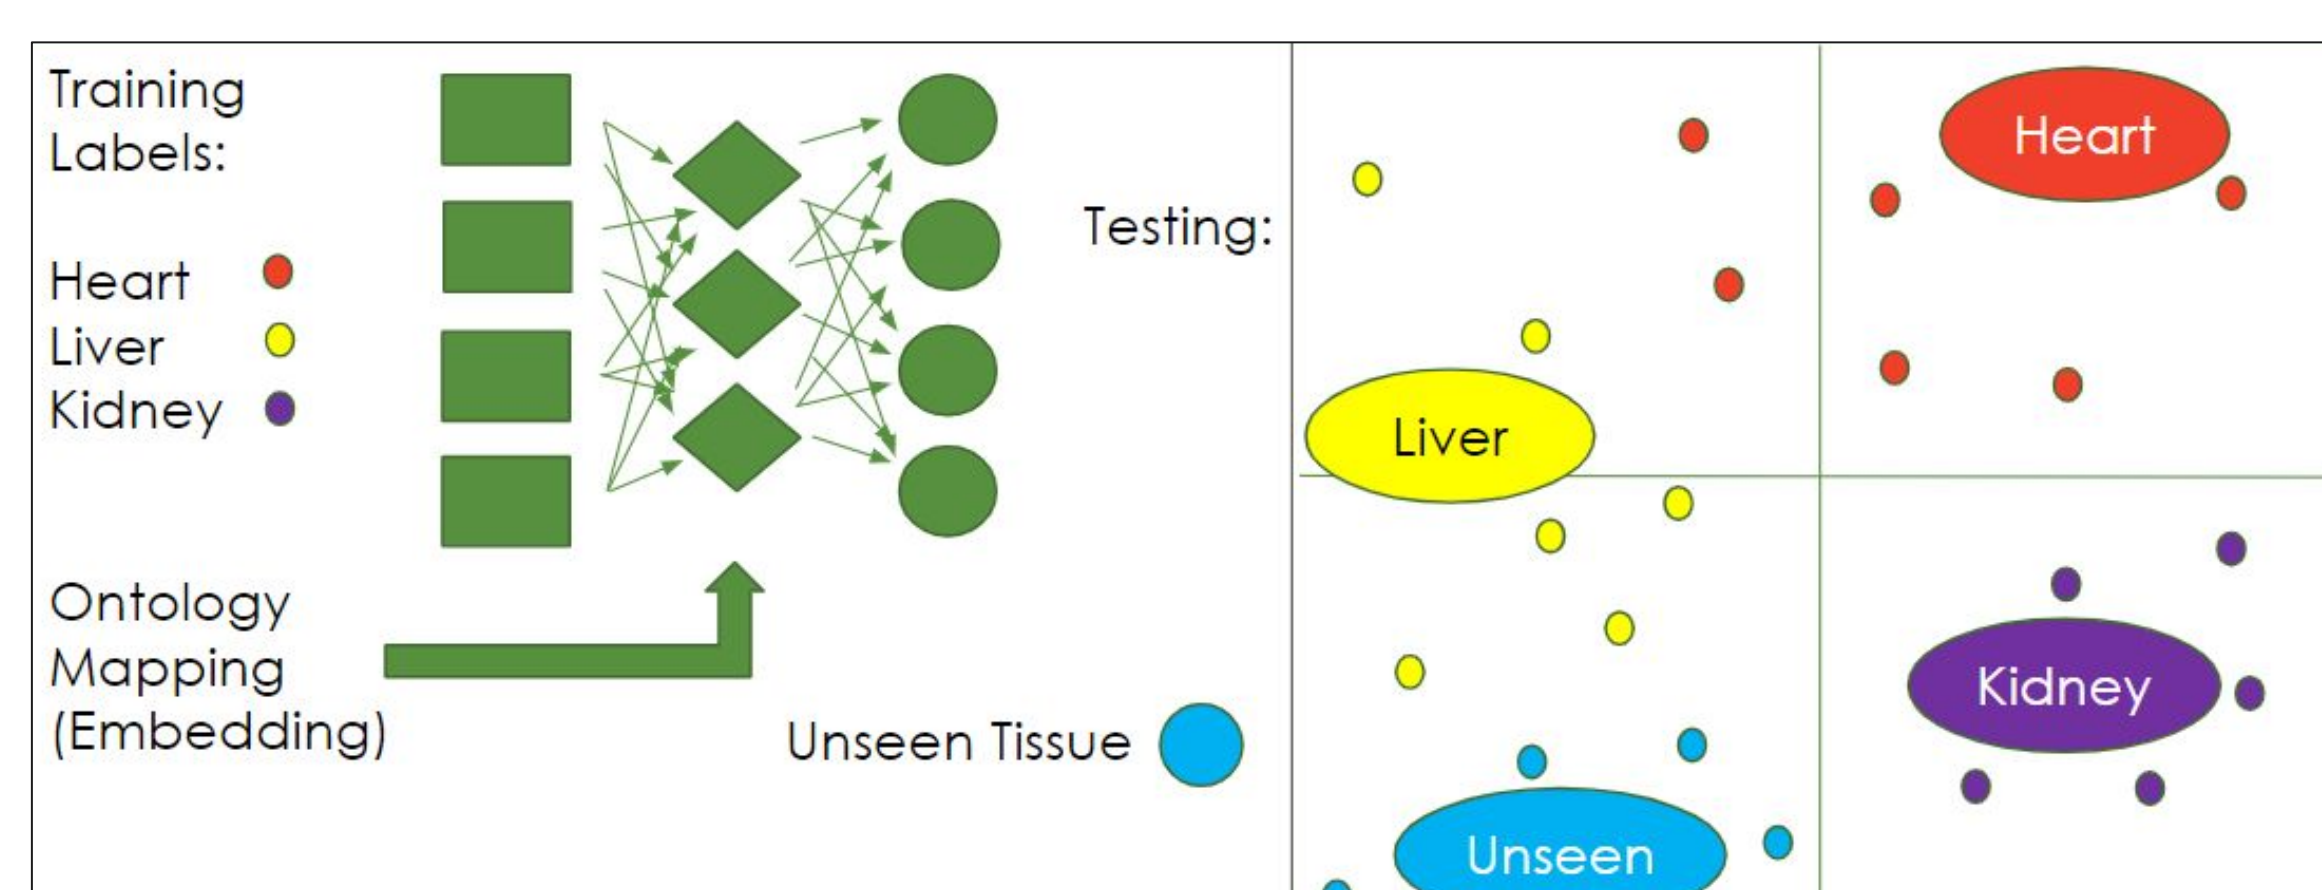 Training
Labels:
Heart
Liver
Kidney
Ontology
Mapping
(Embedding)
Unseen Tissue
Testing:
Heart
Liver
Kidney
Unseen